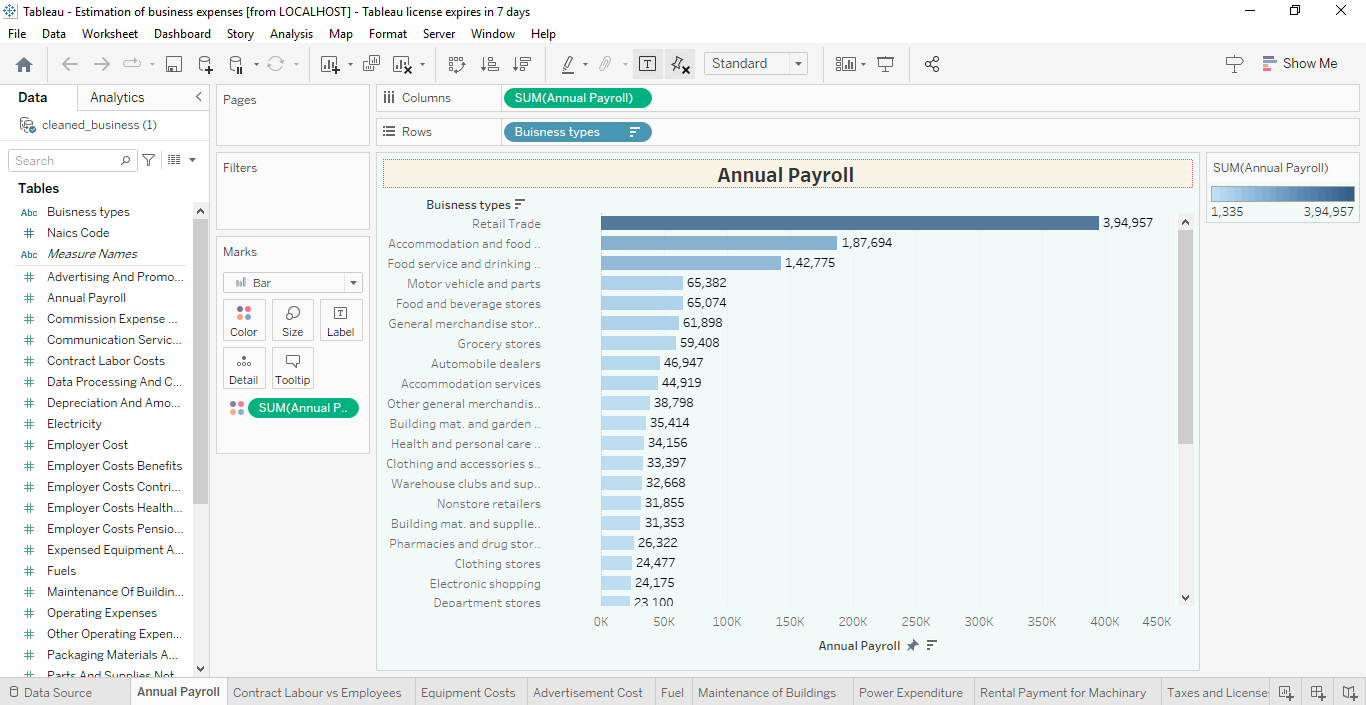 Tableau - Estimation of business expenses [from LOCALHOST] - Tableau license expires in 7 days
File Data Worksheet Dashboard Story Analysis Map Format Server Window Help
Standard
Show Me
Data Analytics
cleaned_business (1)
Search
Tables
Abc Buisness types
# Naics Code
Abc Measure Names
# Advertising And Promo...
# Annual Payroll
# Commission Expense ...
# Communication Servic...
# Contract Labor Costs
# Data Processing And C...
# Depreciation And Amo...
# Electricity
# Employer Cost
# Employer Costs Benefits
# Employer Costs Contri...
# Employer Costs Health...
# Employer Costs Pensio...
# Expensed Equipment A...
# Fuels
# Maintenance Of Buildin...
# Operating Expenses
# Other Operating Expen...
# Packaging Materials A...
# Parts And Supplies Not
Pages
Filters
Marks
Bar
Color Size Label
Detail Tooltip
SUM(Annual P..
Columns SUM(Annual Payroll)
Rows Buisness types
Annual Payroll
Buisness types
Retail Trade 3,94,957
Accommodation and food .. 1,87,694
Food service and drinking .. 1,42,775
Motor vehicle and parts 65,382
Food and beverage stores 65,074
General merchandise stor.. 61,898
Grocery stores 59,408
Automobile dealers 46,947
Accommodation services 44,919
Other general merchandis.. 38,798
Building mat. and garden .. 35,414
Health and personal care .. 34,156
Clothing and accessories s.. 33,397
Warehouse clubs and sup.. 32,668
Nonstore retailers 31,855
Building mat. and supplie.. 31,353
Pharmacies and drug stor.. 26,322
Clothing stores 24,477
Electronic shopping 24,175
Department stores 23,100
0K 50K 100K 150K 200K 250K 300K 350K 400K 450K
Annual Payroll
SUM(Annual Payroll)
1,335 3,94,957
Data Source Annual Payroll Contract Labour vs Employees Equipment Costs Advertisement Cost Fuel Maintenance of Buildings Power Expenditure Rental Payment for Machinary Taxes and License